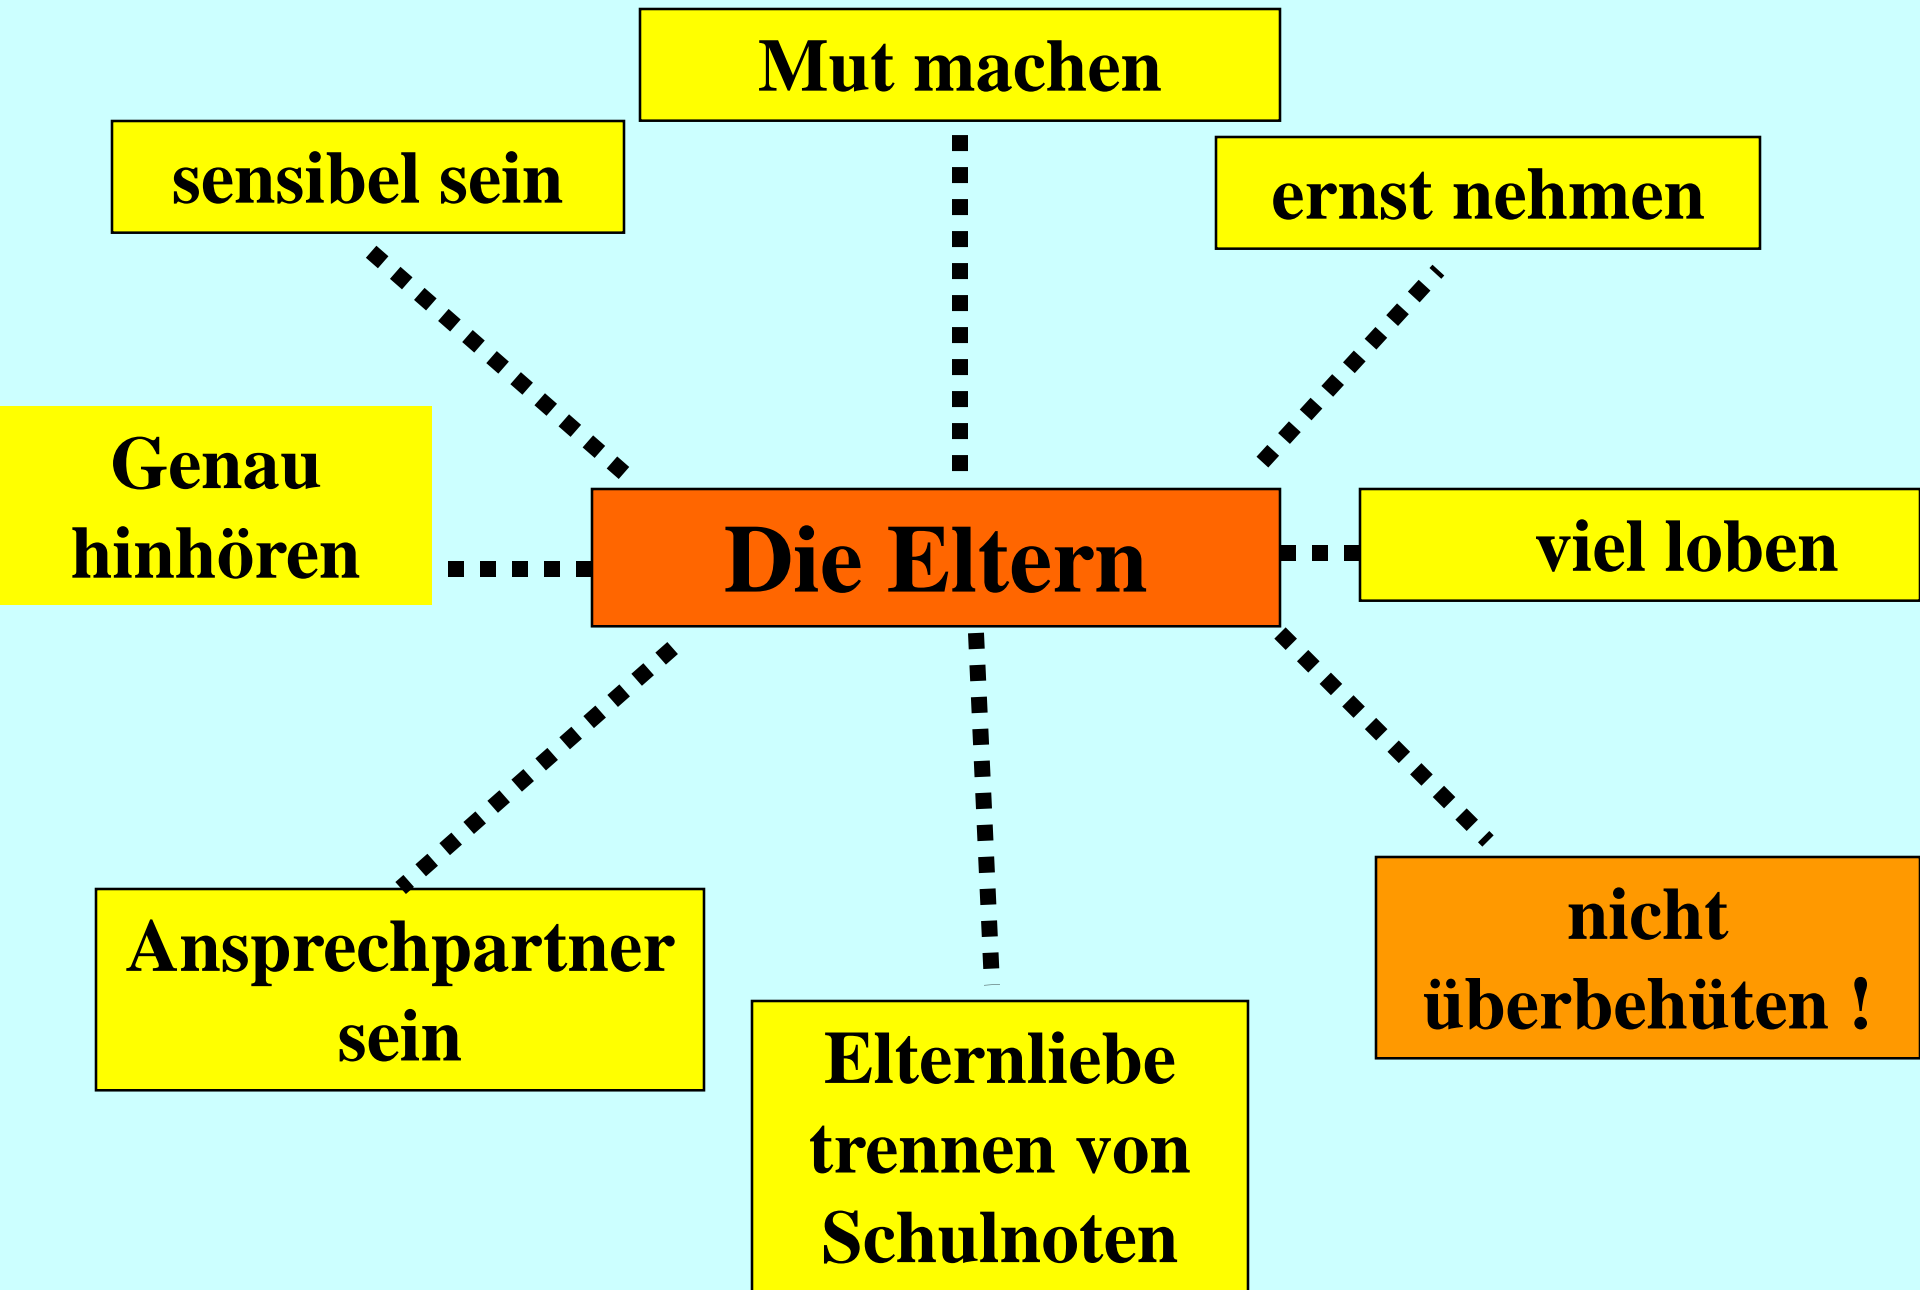 Mut machen
sensibel sein
ernst nehmen
Genau
hinhören
Die Eltern
viel loben
Ansprechpartner
sein
Elternliebe
trennen von
Schulnoten
nicht
überbehüten !